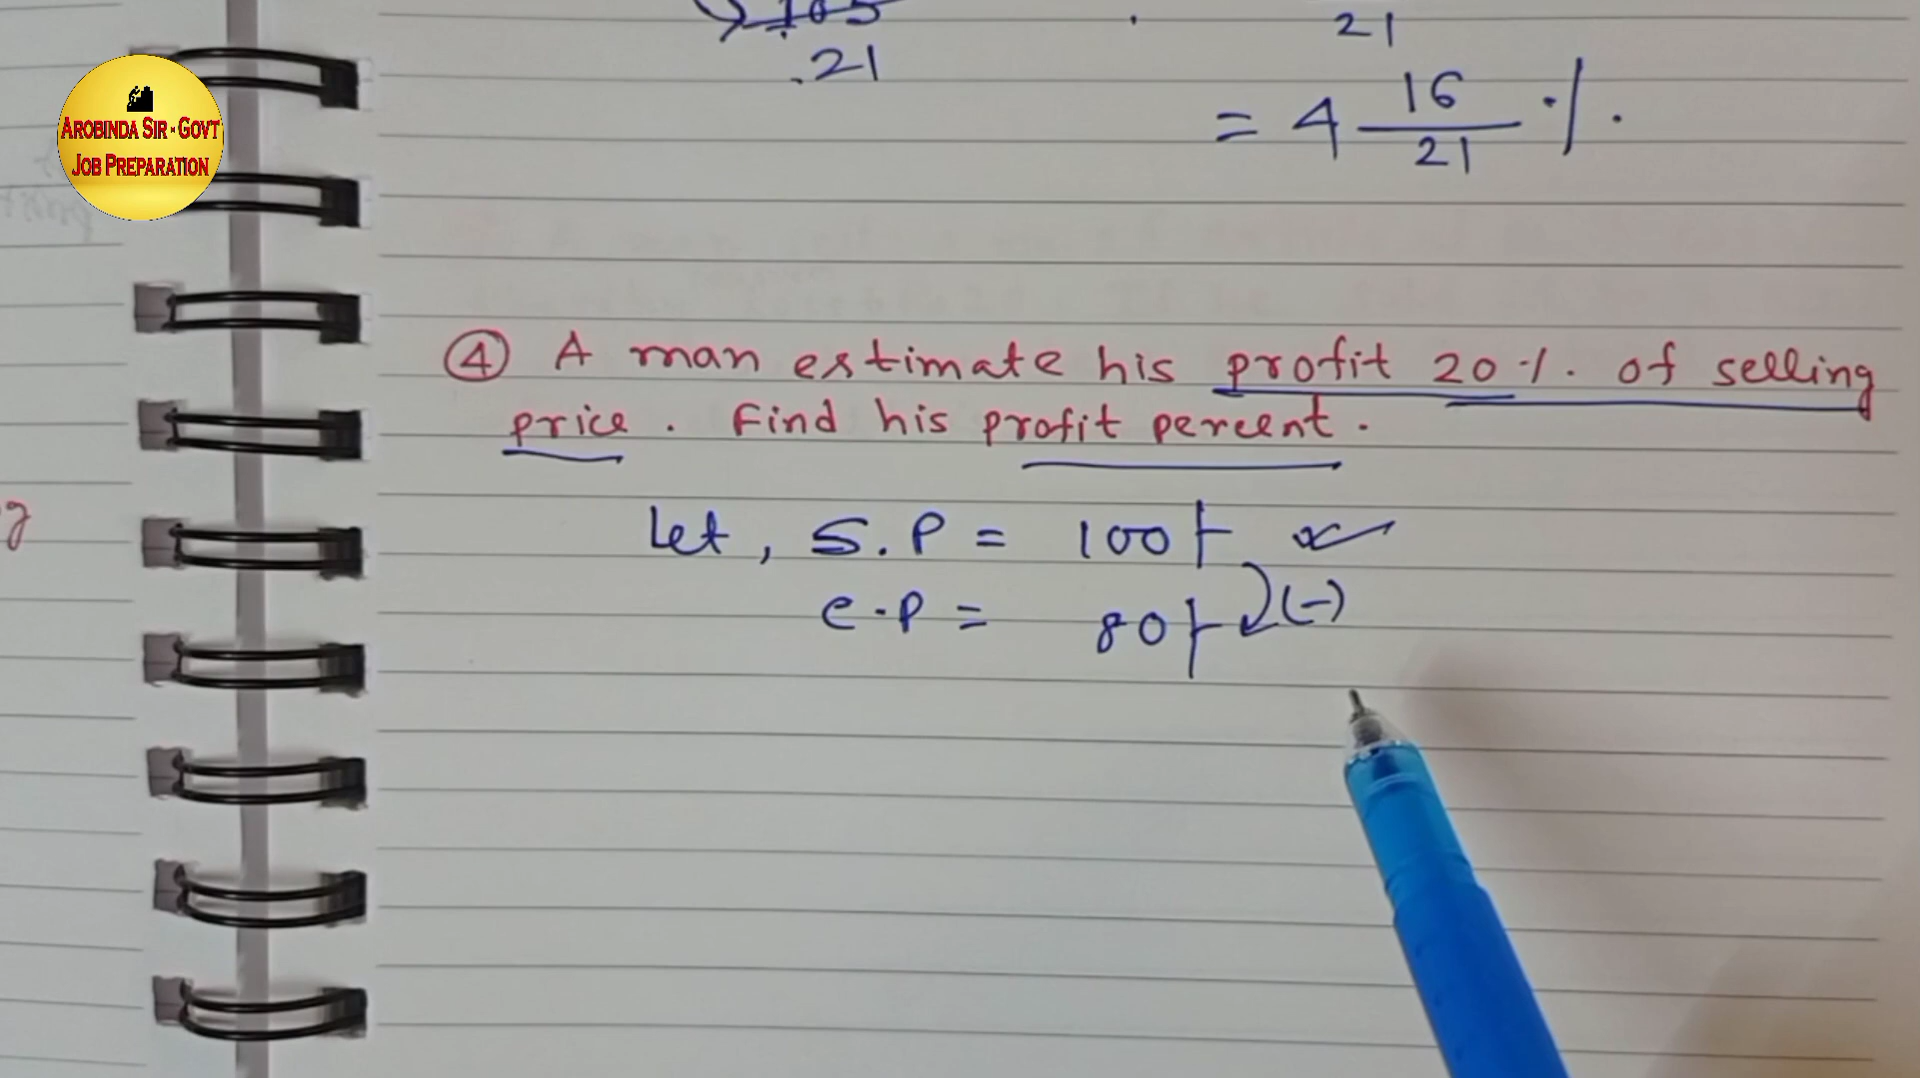 105
.21
21
= 4 16/21 %.
AROBINDA SIR - GOVT
JOB PREPARATION
④ A man estimate his profit 20%. of selling
price. Find his profit percent.
Let, S.P = 100/-
C.P = 80/- (-)